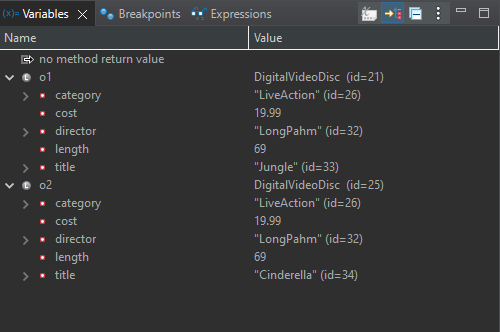 (x)= Variables Breakpoints Expressions
Name Value
no method return value
o1 DigitalVideoDisc (id=21)
category "LiveAction" (id=26)
cost 19.99
director "LongPahm" (id=32)
length 69
title "Jungle" (id=33)
o2 DigitalVideoDisc (id=25)
category "LiveAction" (id=26)
cost 19.99
director "LongPahm" (id=32)
length 69
title "Cinderella" (id=34)